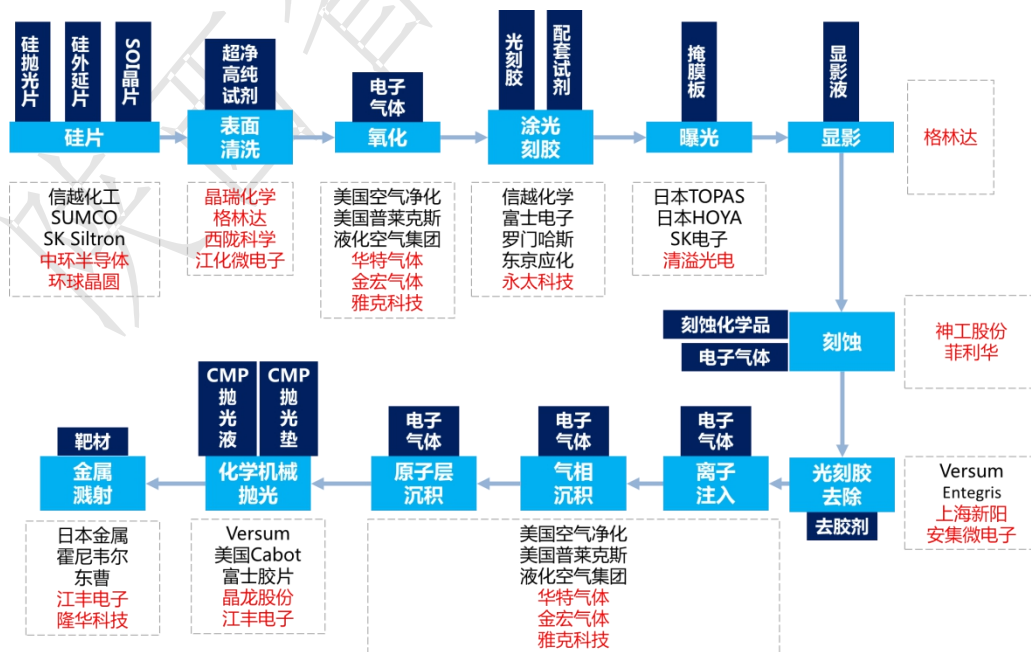 硅抛光片
硅外延片
SOI晶片
硅片
信越化工
SUMCO
SK Siltron
中环半导体
环球晶圆
超净
高纯
试剂
表面
清洗
晶瑞化学
格林达
西陇科学
江化微电子
电子
气体
氧化
美国空气净化
美国普莱克斯
液化空气集团
华特气体
金宏气体
雅克科技
光刻胶
配套试剂
涂光
刻胶
信越化学
富士电子
罗门哈斯
东京应化
永太科技
掩膜板
曝光
日本TOPAS
日本HOYA
SK电子
清溢光电
显影液
显影
格林达
刻蚀化学品
电子气体
刻蚀
神工股份
菲利华
光刻胶
去除
去胶剂
Versum
Entegris
上海新阳
安集微电子
电子
气体
离子
注入
电子
气体
气相
沉积
电子
气体
原子层
沉积
美国空气净化
美国普莱克斯
液化空气集团
华特气体
金宏气体
雅克科技
CMP
抛
光
液
CMP
抛
光
垫
化学机械
抛光
Versum
美国Cabot
富士胶片
晶龙股份
江丰电子
靶材
金属
溅射
日本金属
霍尼韦尔
东曹
江丰电子
隆华科技